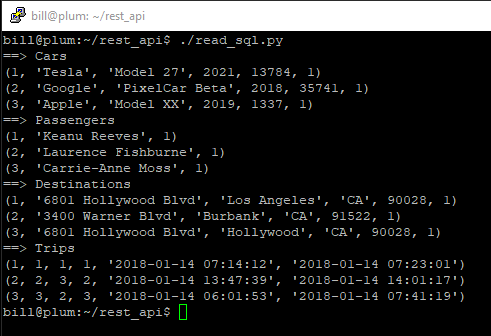 bill@plum: ~/rest_api
bill@plum:~/rest_api$ ./read_sql.py
==> Cars
(1, 'Tesla', 'Model 27', 2021, 13784, 1)
(2, 'Google', 'PixelCar Beta', 2018, 35741, 1)
(3, 'Apple', 'Model XX', 2019, 1337, 1)
==> Passengers
(1, 'Keanu Reeves', 1)
(2, 'Laurence Fishburne', 1)
(3, 'Carrie-Anne Moss', 1)
==> Destinations
(1, '6801 Hollywood Blvd', 'Los Angeles', 'CA', 90028, 1)
(2, '3400 Warner Blvd', 'Burbank', 'CA', 91522, 1)
(3, '6801 Hollywood Blvd', 'Hollywood', 'CA', 90028, 1)
==> Trips
(1, 1, 1, 1, '2018-01-14 07:14:12', '2018-01-14 07:23:01')
(2, 2, 3, 2, '2018-01-14 13:47:39', '2018-01-14 14:01:17')
(3, 3, 2, 3, '2018-01-14 06:01:53', '2018-01-14 07:41:19')
bill@plum:~/rest_api$